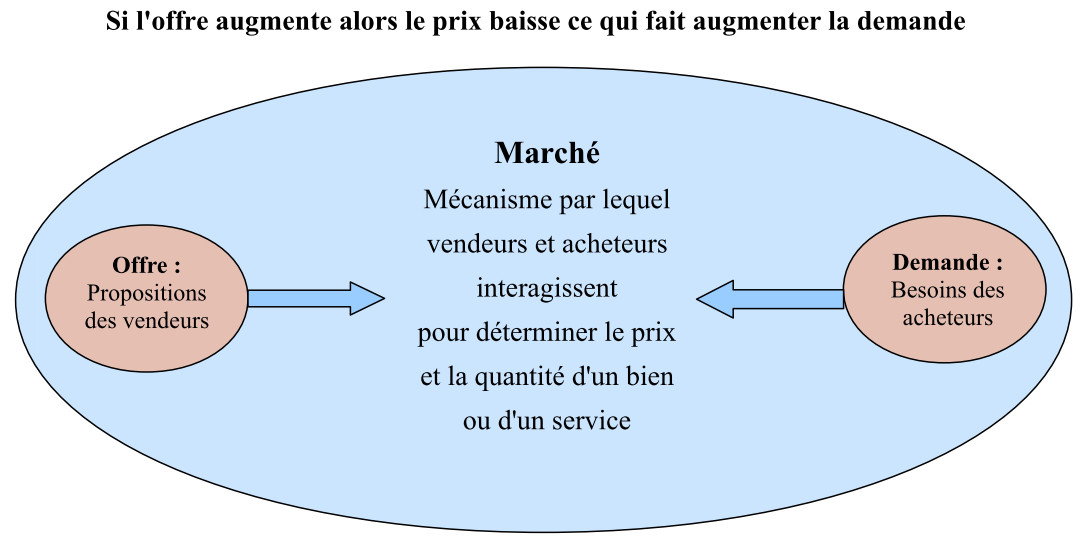 Si l'offre augmente alors le prix baisse ce qui fait augmenter la demande
Marché
Mécanisme par lequel
vendeurs et acheteurs
interagissent
pour déterminer le prix
et la quantité d'un bien
ou d'un service
Offre :
Propositions
des vendeurs
Demande :
Besoins des
acheteurs